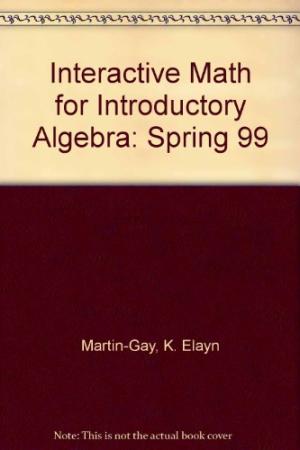 Interactive Math
for Introductory
Algebra: Spring 99
Martin-Gay, K. Elayn
Note: This is not the actual book cover